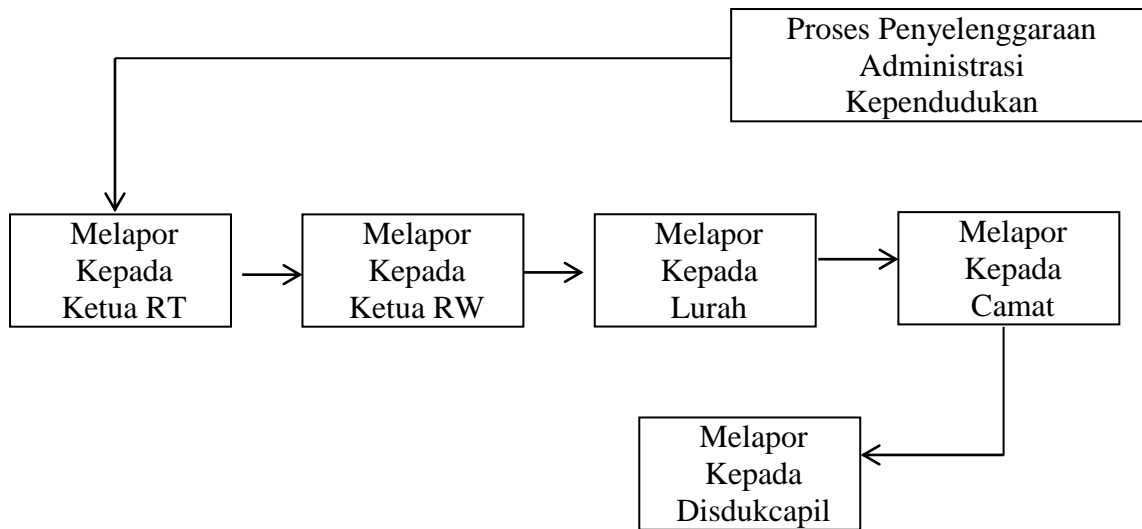 Proses Penyelenggaraan
Administrasi
Kependudukan
Melapor
Kepada
Ketua RT
Melapor
Kepada
Ketua RW
Melapor
Kepada
Lurah
Melapor
Kepada
Camat
Melapor
Kepada
Disdukcapil